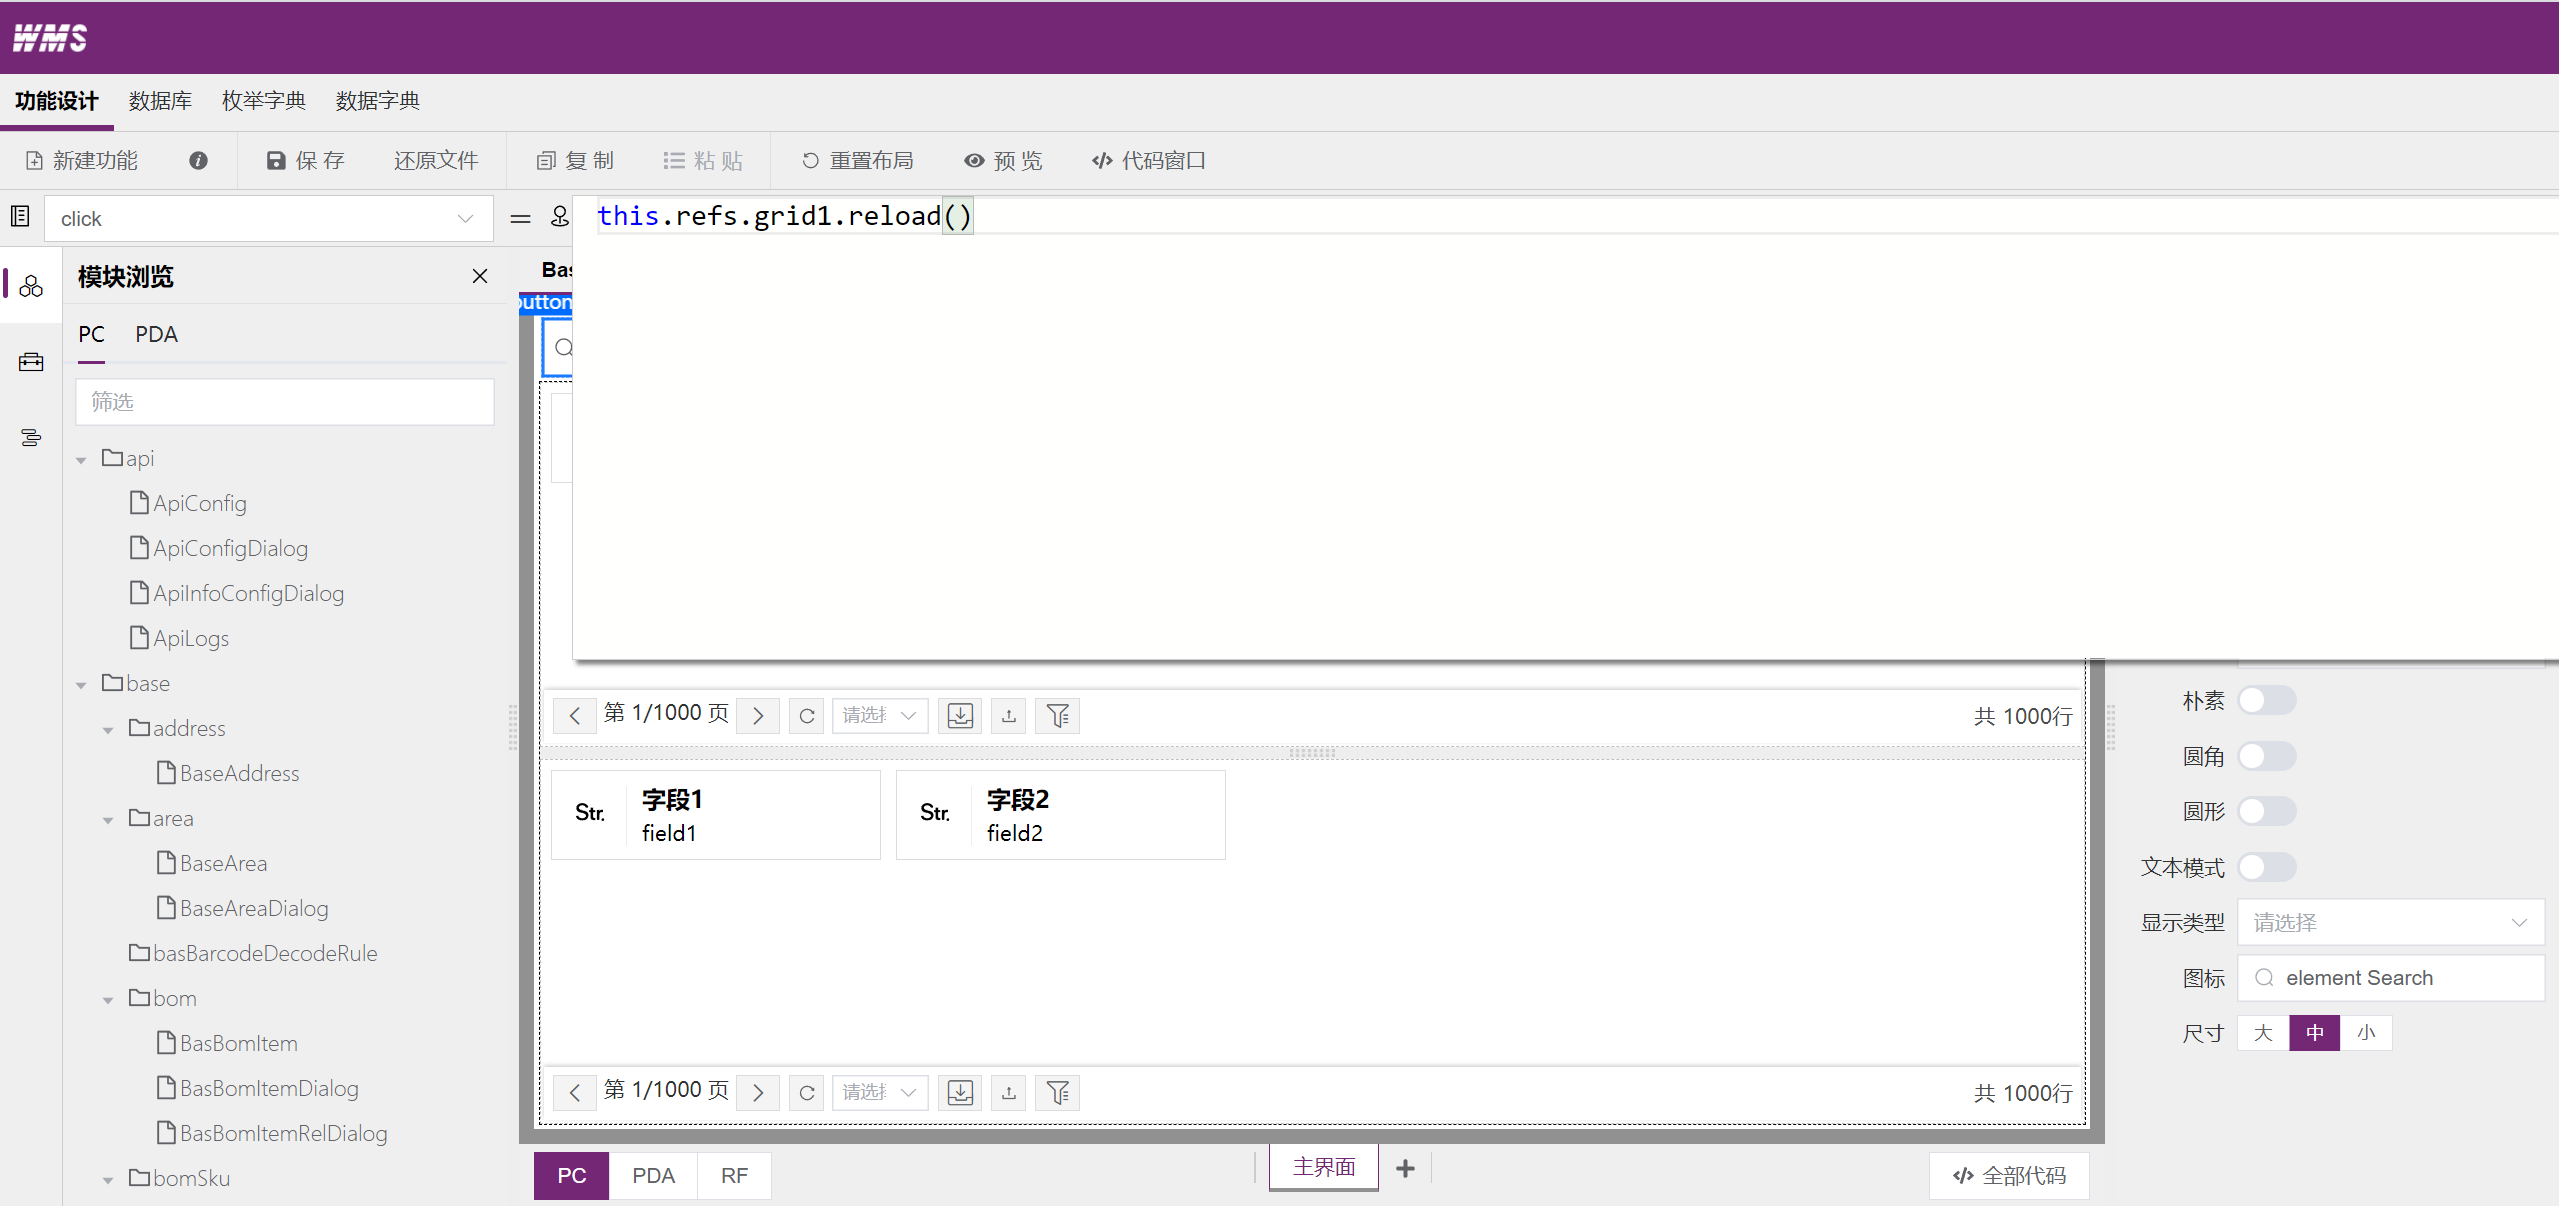 WMS
功能设计 数据库 枚举字典 数据字典
新建功能 保 存 还原文件 复 制 粘 贴 重置布局 预 览 代码窗口
click = this.refs.grid1.reload()
模块浏览
PC PDA
筛选
api
ApiConfig
ApiConfigDialog
ApiInfoConfigDialog
ApiLogs
base
address
BaseAddress
area
BaseArea
BaseAreaDialog
basBarcodeDecodeRule
bom
BasBomItem
BasBomItemDialog
BasBomItemRelDialog
bomSku
Bas
button
第 1/1000 页 请选择 共 1000行
字段1
Str.
field1
字段2
Str.
field2
第 1/1000 页 请选择 共 1000行
PC PDA RF
主界面 +
全部代码
朴素
圆角
圆形
文本模式
显示类型 请选择
图标 element Search
尺寸 大 中 小